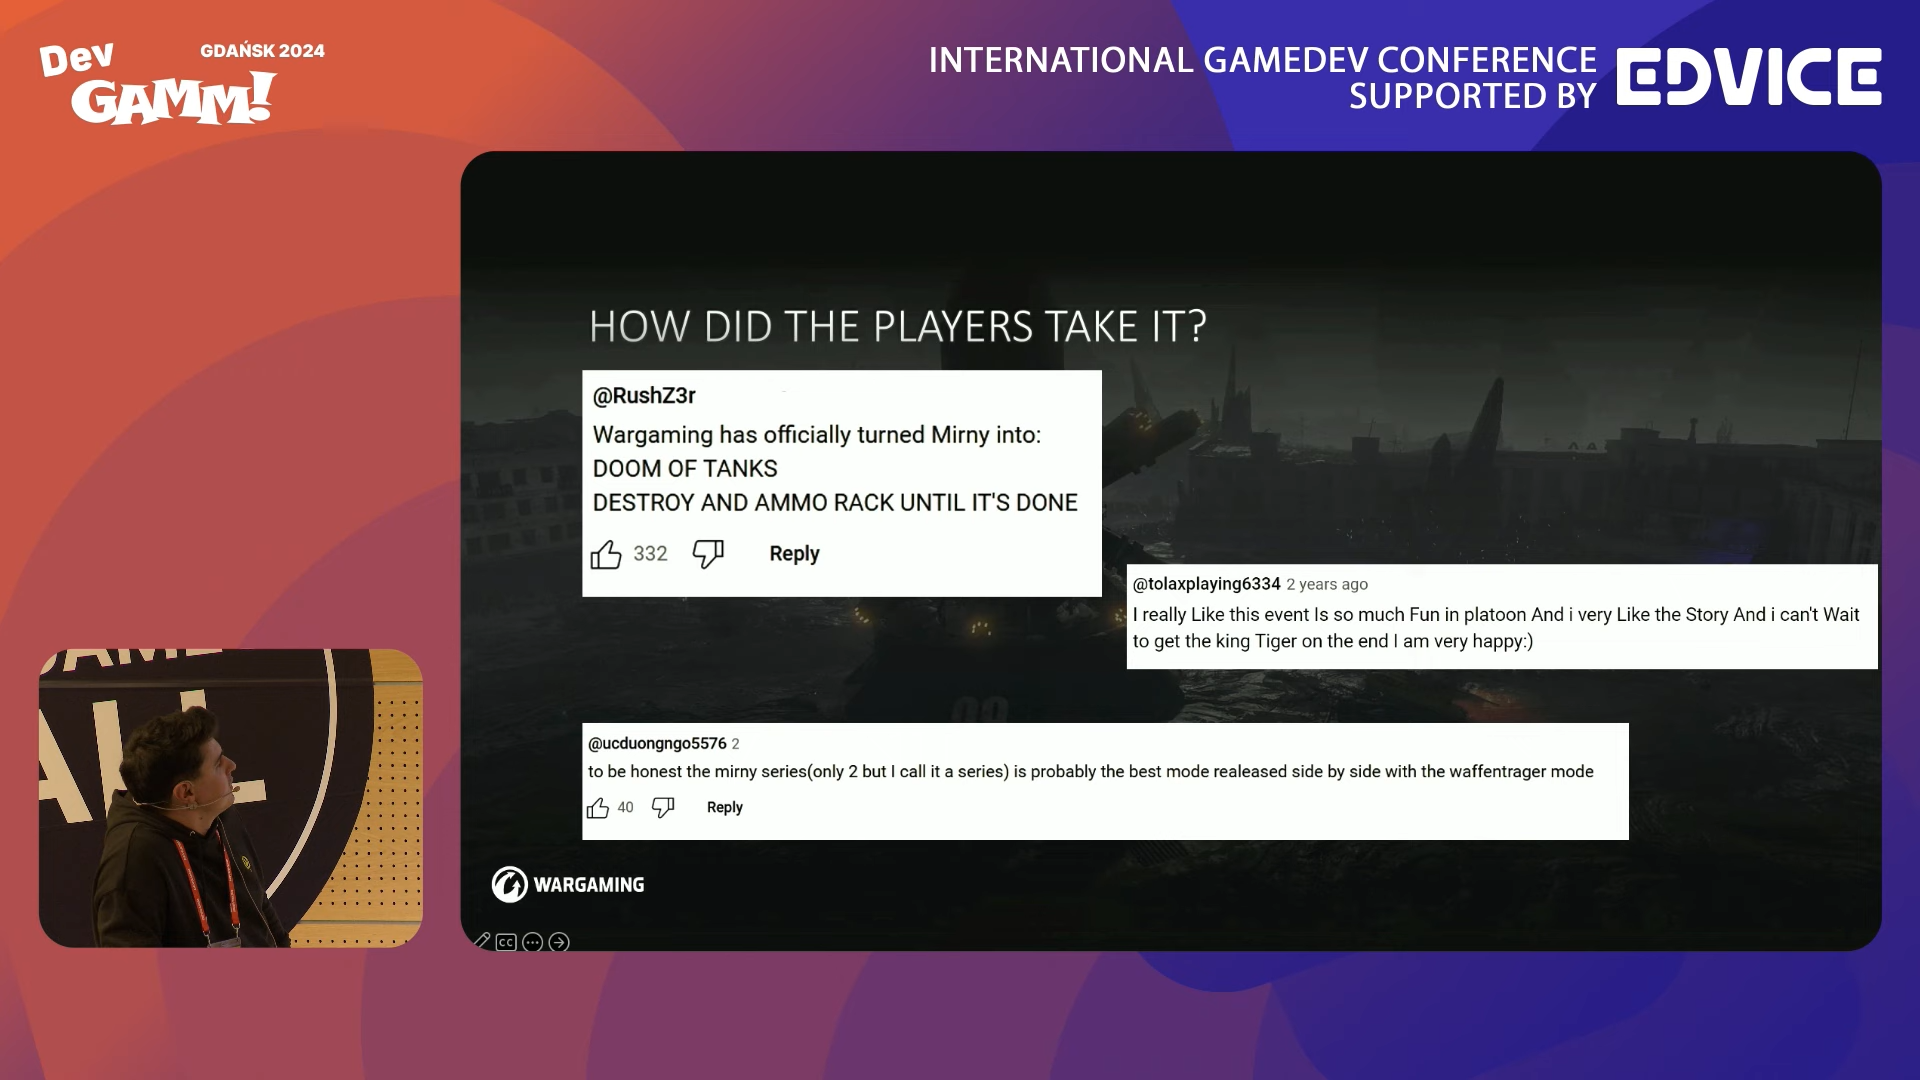 Dev
GAMM!
GDAŃSK 2024
INTERNATIONAL GAMEDEV CONFERENCE
SUPPORTED BY
EDVICE
HOW DID THE PLAYERS TAKE IT?
@RushZ3r
Wargaming has officially turned Mirny into:
DOOM OF TANKS
DESTROY AND AMMO RACK UNTIL IT'S DONE
332 Reply
@tolaxplaying6334 2 years ago
I really Like this event Is so much Fun in platoon And i very Like the Story And i can't Wait
to get the king Tiger on the end I am very happy:)
@ucduongngo5576 2
to be honest the mirny series(only 2 but I call it a series) is probably the best mode realeased side by side with the waffentrager mode
40 Reply
WARGAMING
CC